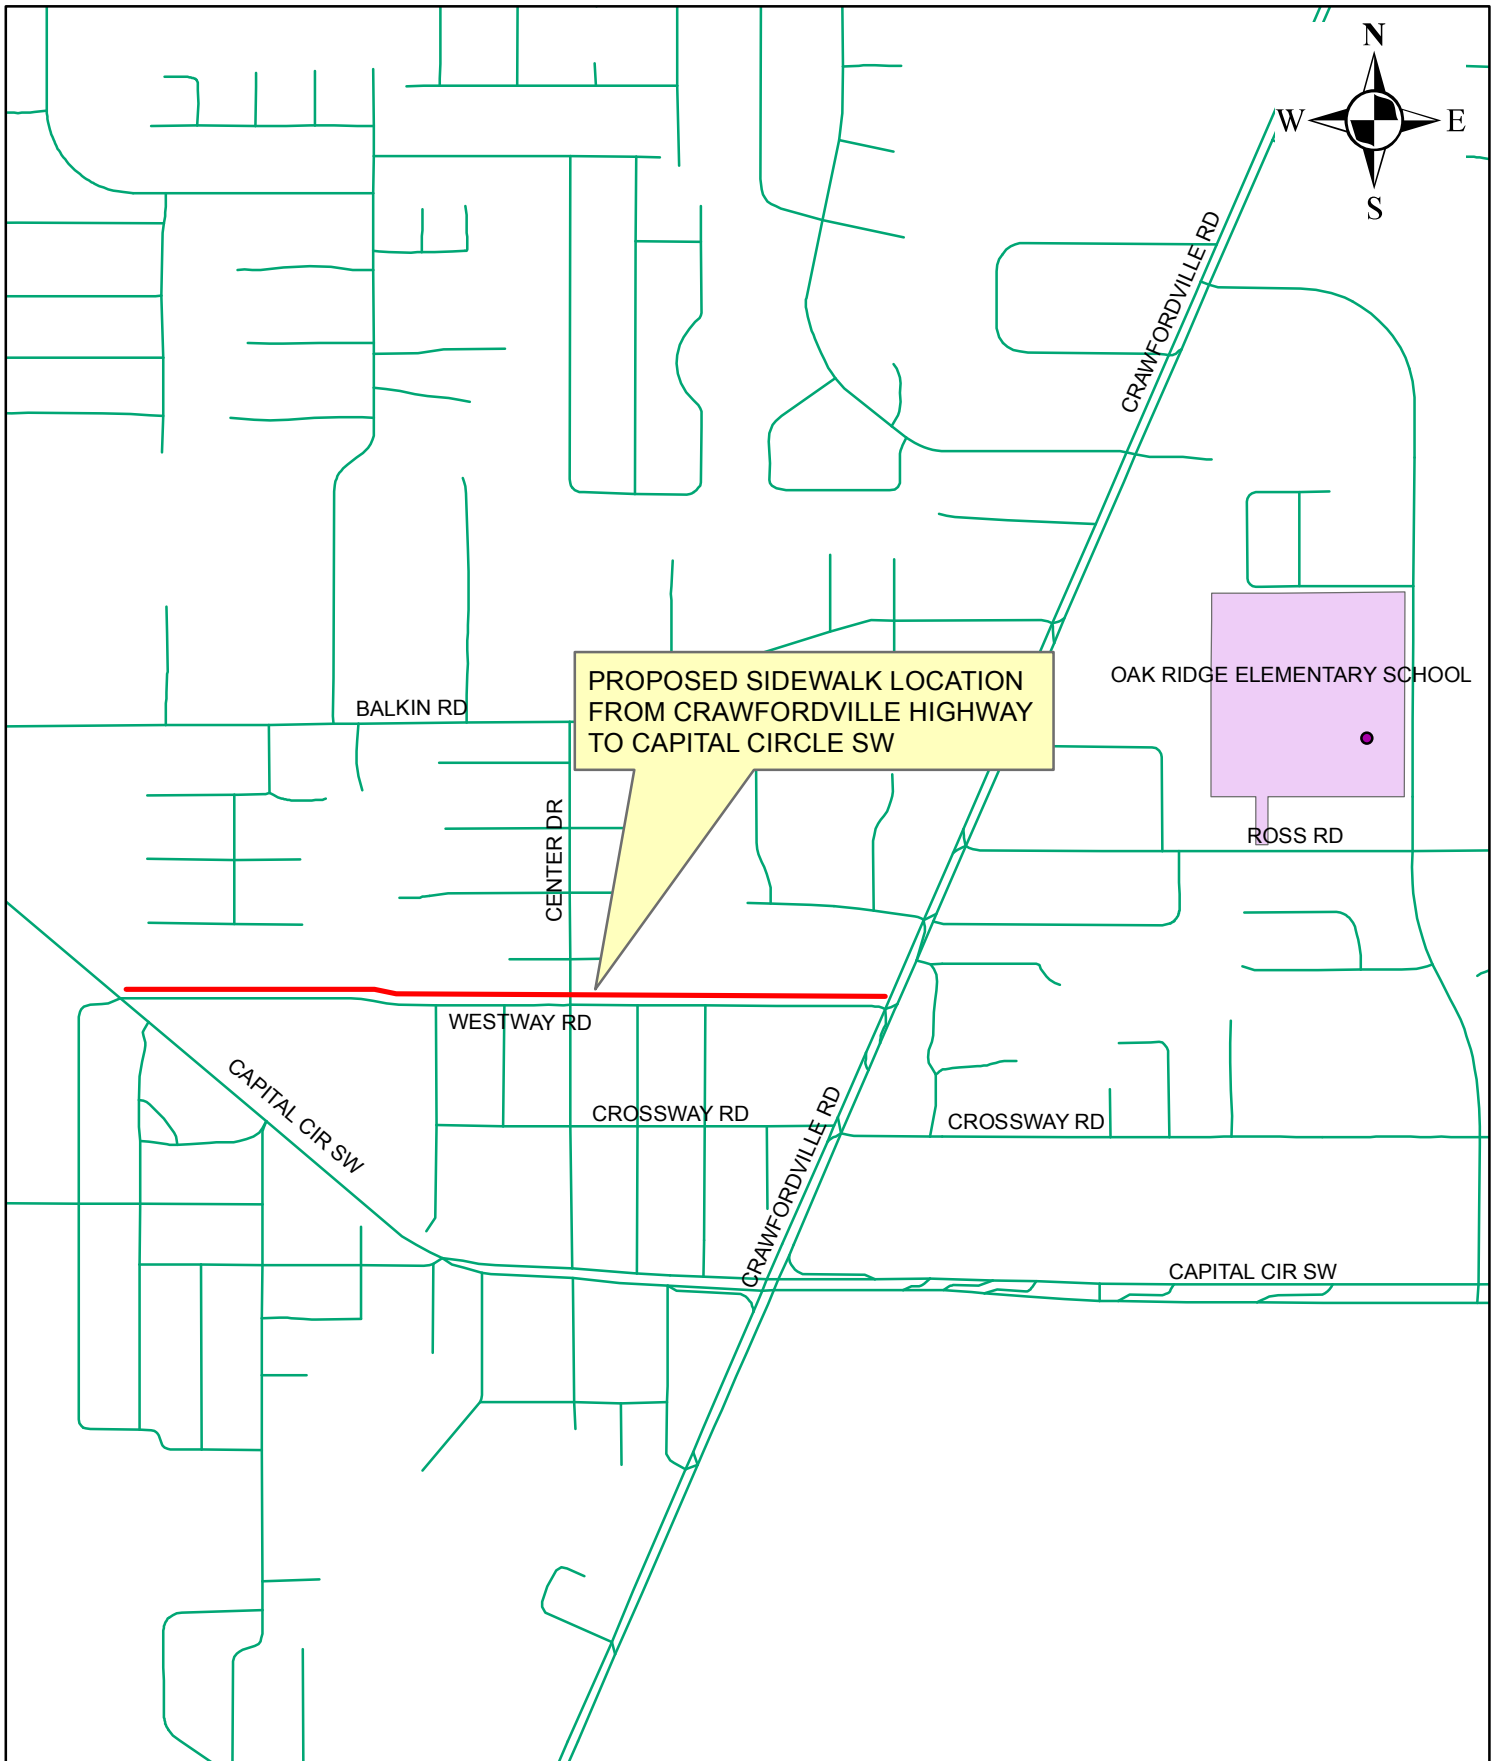 N
W E
S
CRAWFORDVILLE RD
OAK RIDGE ELEMENTARY SCHOOL
PROPOSED SIDEWALK LOCATION
FROM CRAWFORDVILLE HIGHWAY
TO CAPITAL CIRCLE SW
BALKIN RD
CENTER DR
ROSS RD
WESTWAY RD
CAPITAL CIR SW
CROSSWAY RD
CROSSWAY RD
CRAWFORDVILLE RD
CAPITAL CIR SW